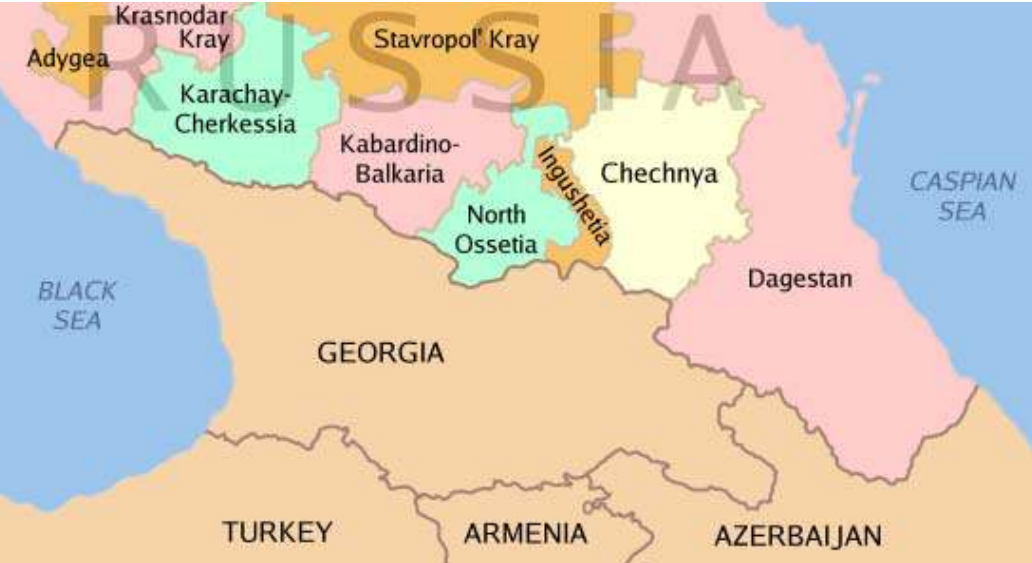 Krasnodar
Kray
RUSSIA
Stavropol' Kray
Adygea
Karachay-
Cherkessia
Kabardino-
Balkaria
Ingushetia
Chechnya
CASPIAN
SEA
North
Ossetia
Dagestan
BLACK
SEA
GEORGIA
TURKEY
ARMENIA
AZERBAIJAN